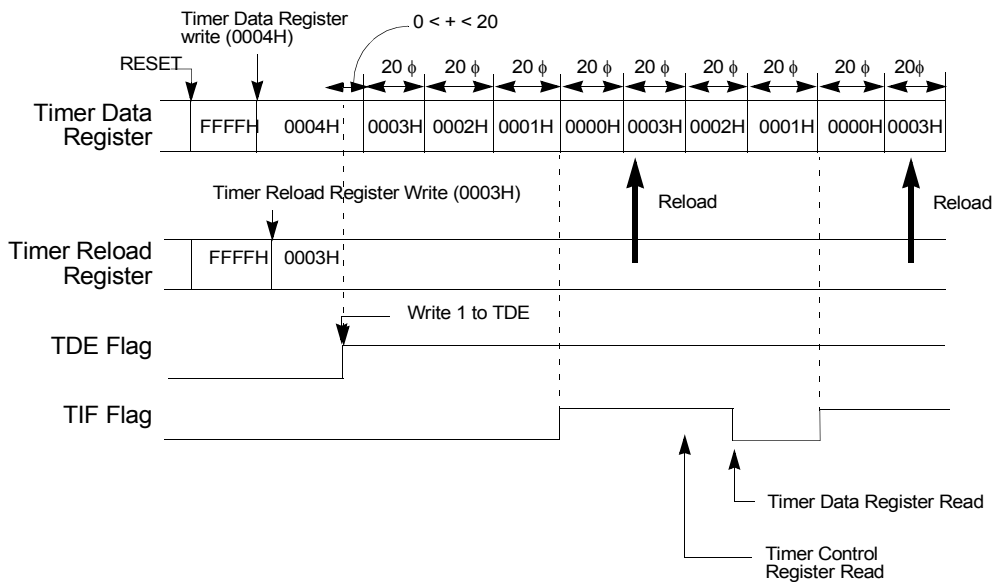 Timer Data Register
write (0004H)
0 < + < 20
RESET
20 ϕ 20 ϕ 20 ϕ 20 ϕ 20 ϕ 20 ϕ 20 ϕ 20 ϕ 20ϕ
Timer Data
Register
FFFFH 0004H 0003H 0002H 0001H 0000H 0003H 0002H 0001H 0000H 0003H
Timer Reload Register Write (0003H)
Reload
Reload
Timer Reload
Register
FFFFH 0003H
Write 1 to TDE
TDE Flag
TIF Flag
Timer Data Register Read
Timer Control
Register Read